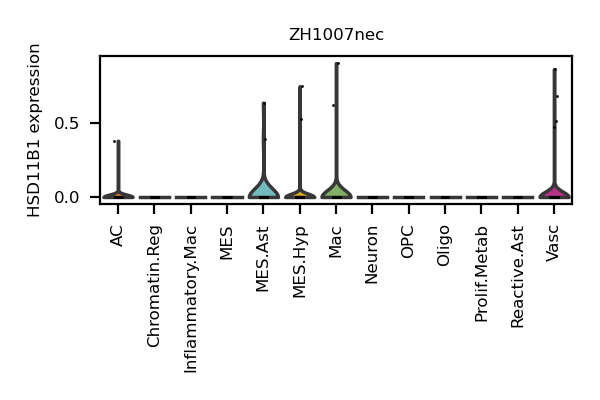 ZH1007nec
HSD11B1 expression
0.5
0.0
AC
Chromatin.Reg
Inflammatory.Mac
MES
MES.Ast
MES.Hyp
Mac
Neuron
OPC
Oligo
Prolif.Metab
Reactive.Ast
Vasc